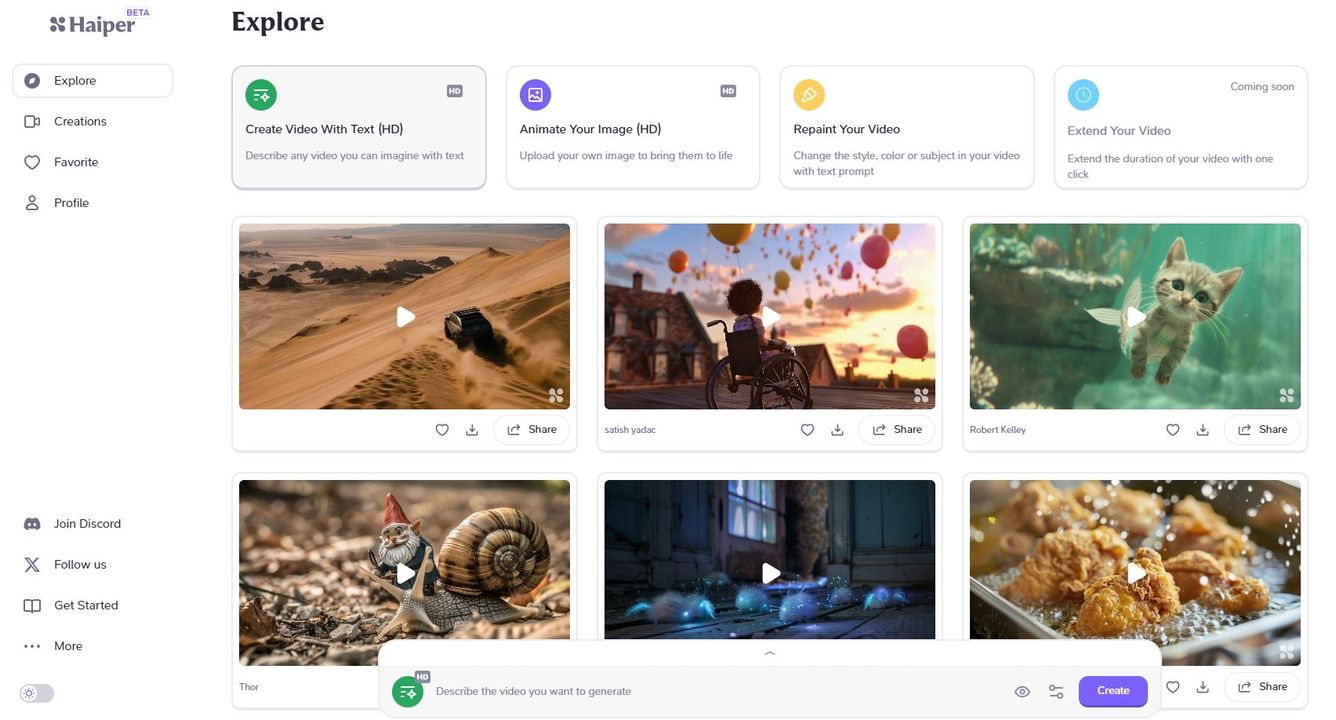 Haiper BETA
Explore
Creations
Favorite
Profile
Join Discord
Follow us
Get Started
More
Explore
HD
Create Video With Text (HD)
Describe any video you can imagine with text
HD
Animate Your Image (HD)
Upload your own image to bring them to life
Repaint Your Video
Change the style, color or subject in your video
with text prompt
Coming soon
Extend Your Video
Extend the duration of your video with one
click
Share
satish yadac
Share
Robert Kelley
Share
Thor
Share
HD
Describe the video you want to generate
Create